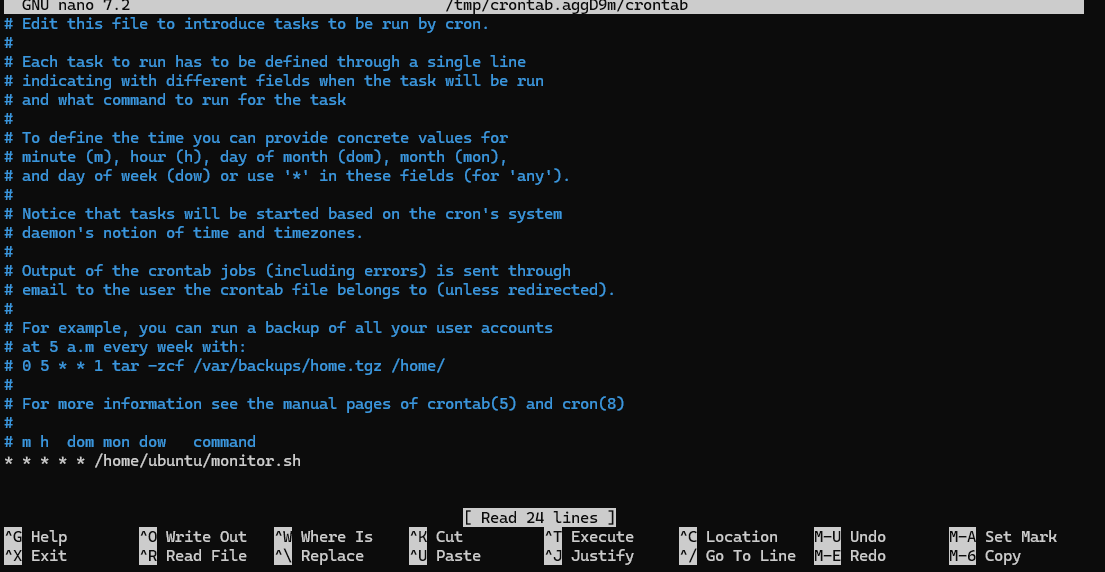 GNU nano 7.2 /tmp/crontab.aggD9m/crontab
# Edit this file to introduce tasks to be run by cron.
#
# Each task to run has to be defined through a single line
# indicating with different fields when the task will be run
# and what command to run for the task
#
# To define the time you can provide concrete values for
# minute (m), hour (h), day of month (dom), month (mon),
# and day of week (dow) or use '*' in these fields (for 'any').
#
# Notice that tasks will be started based on the cron's system
# daemon's notion of time and timezones.
#
# Output of the crontab jobs (including errors) is sent through
# email to the user the crontab file belongs to (unless redirected).
#
# For example, you can run a backup of all your user accounts
# at 5 a.m every week with:
# 0 5 * * 1 tar -zcf /var/backups/home.tgz /home/
#
# For more information see the manual pages of crontab(5) and cron(8)
#
# m h  dom mon dow   command
* * * * * /home/ubuntu/monitor.sh
[ Read 24 lines ]
^G Help ^O Write Out ^W Where Is ^K Cut ^T Execute ^C Location M-U Undo M-A Set Mark
^X Exit ^R Read File ^\ Replace ^U Paste ^J Justify ^/ Go To Line M-E Redo M-6 Copy